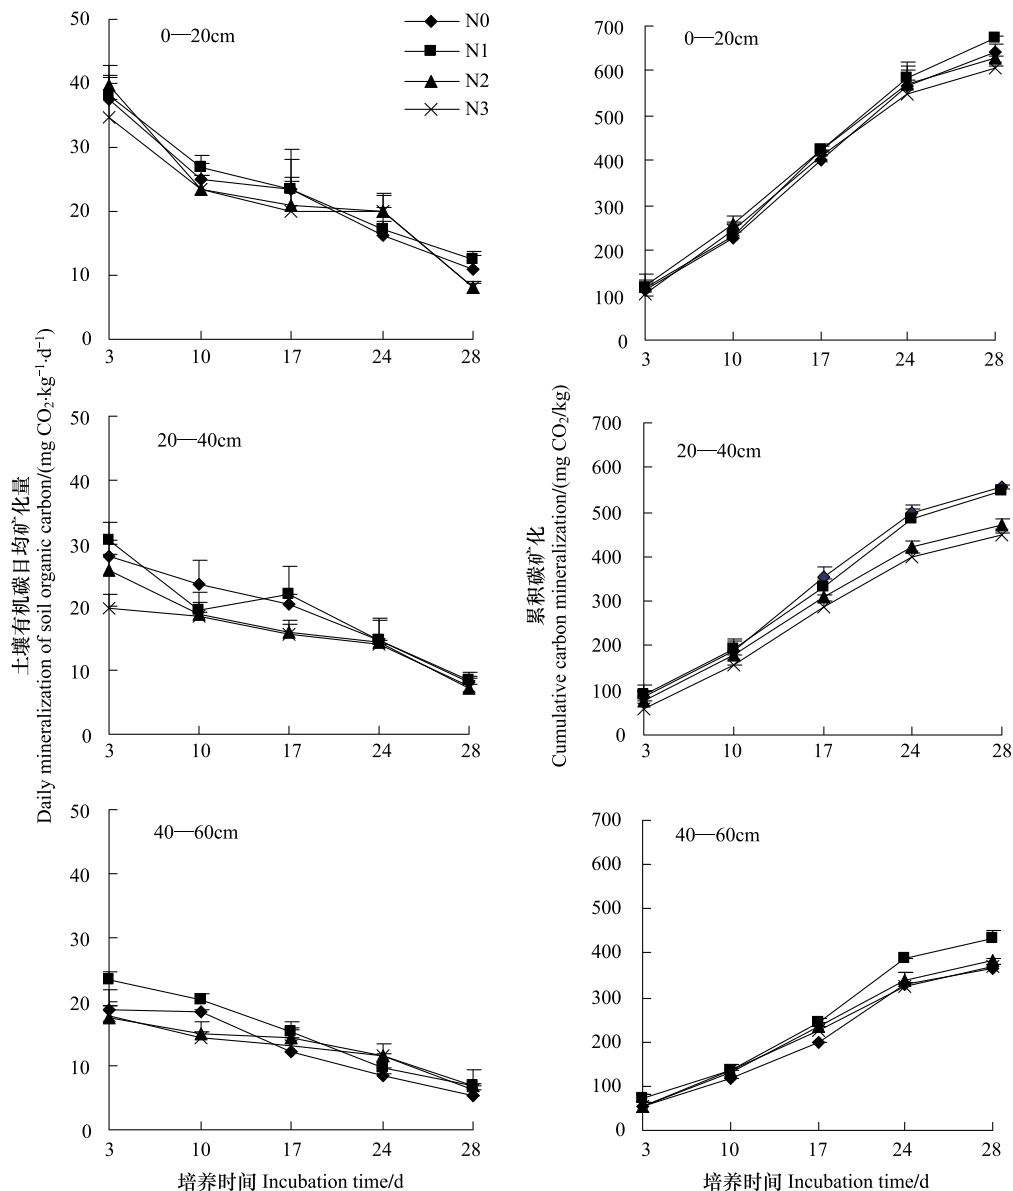 50
40
30
20
10
0
0—20cm
N0
N1
N2
N3
3 10 17 24 28
700
600
500
400
300
200
100
0
0—20cm
3 10 17 24 28
土壤有机碳日均矿化量
Daily mineralization of soil organic carbon/(mg CO₂·kg⁻¹·d⁻¹)
50
40
30
20
10
0
20—40cm
3 10 17 24 28
累积碳矿化
Cumulative carbon mineralization/(mg CO₂/kg)
700
600
500
400
300
200
100
0
20—40cm
3 10 17 24 28
50
40
30
20
10
0
40—60cm
3 10 17 24 28
培养时间 Incubation time/d
700
600
500
400
300
200
100
0
40—60cm
3 10 17 24 28
培养时间 Incubation time/d